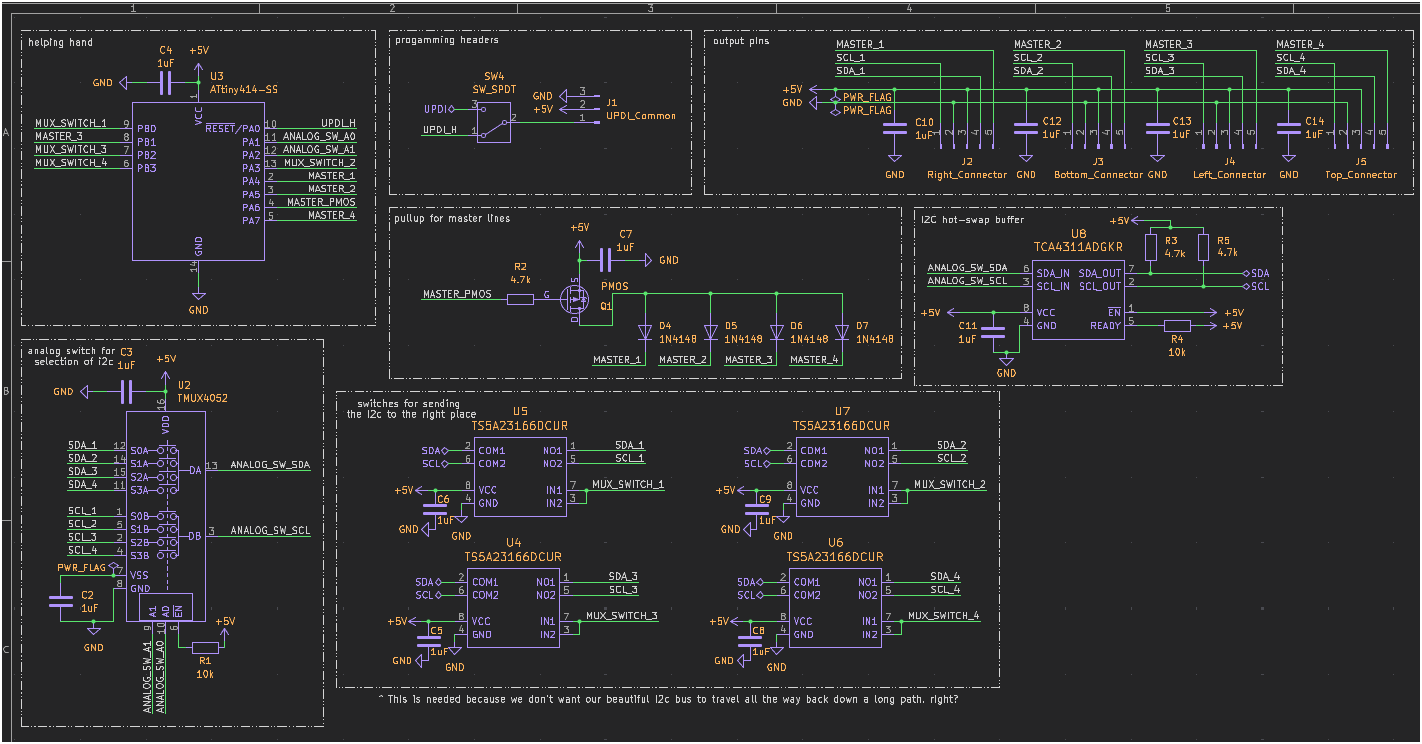 1 2 3 4 5
A
B
C
helping hand
C4
1uF
+5V
GND
U3
ATtiny414-SS
1
VCC
MUX_SWITCH_1 9 PB0
MASTER_3 8 PB1
MUX_SWITCH_3 7 PB2
MUX_SWITCH_4 6 PB3
RESET/PA0 10 UPDI_H
PA1 11 ANALOG_SW_A0
PA2 12 ANALOG_SW_A1
PA3 13 MUX_SWITCH_2
PA4 2 MASTER_1
PA5 3 MASTER_2
PA6 4 MASTER_PMOS
PA7 5 MASTER_4
GND
14
GND
progamming headers
SW4
SW_SPDT
UPDI 3
UPDI_H 1
2
GND 3
+5V 2
1
J1
UPDI_Common
output pins
MASTER_1 MASTER_2 MASTER_3 MASTER_4
SCL_1 SCL_2 SCL_3 SCL_4
SDA_1 SDA_2 SDA_3 SDA_4
+5V
GND
PWR_FLAG
PWR_FLAG
C10
1uF
GND
1 2 3 4 5 6
J2
Right_Connector
C12
1uF
GND
1 2 3 4 5 6
J3
Bottom_Connector
C13
1uF
GND
1 2 3 4 5 6
J4
Left_Connector
C14
1uF
GND
1 2 3 4 5 6
J5
Top_Connector
pullup for master lines
+5V
C7
1uF
GND
R2
4.7k
MASTER_PMOS
G
S
D
PMOS
Q1
D4
1N4148
D5
1N4148
D6
1N4148
D7
1N4148
MASTER_1 MASTER_2 MASTER_3 MASTER_4
I2C hot-swap buffer
+5V
U8
TCA4311ADGKR
R3
4.7k
R5
4.7k
ANALOG_SW_SDA 6 SDA_IN SDA_OUT 7 SDA
ANALOG_SW_SCL 3 SCL_IN SCL_OUT 2 SCL
+5V 8 VCC EN 1 +5V
4 GND READY 5 +5V
C11
1uF
GND
R4
10k
analog switch for
selection of i2c
C3
1uF
+5V
GND
U2
TMUX4052
16
VDD
SDA_1 12 S0A
SDA_2 14 S1A
SDA_3 15 S2A
SDA_4 11 S3A
DA 13 ANALOG_SW_SDA
SCL_1 1 S0B
SCL_2 5 S1B
SCL_3 2 S2B
SCL_4 4 S3B
DB 3 ANALOG_SW_SCL
PWR_FLAG
7 VSS
8 GND
C2
1uF
GND
A1 A0 EN
9 10 6
+5V
R1
10k
ANALOG_SW_A1
ANALOG_SW_A0
switches for sending
the i2c to the right place
U5
TS5A23166DCUR
SDA 2 COM1 NO1 1 SDA_1
SCL 6 COM2 NO2 5 SCL_1
+5V 8 VCC IN1 7 MUX_SWITCH_1
4 GND IN2 3
C6
1uF
GND
GND
U7
TS5A23166DCUR
SDA 2 COM1 NO1 1 SDA_2
SCL 6 COM2 NO2 5 SCL_2
+5V 8 VCC IN1 7 MUX_SWITCH_2
4 GND IN2 3
C9
1uF
GND
GND
U4
TS5A23166DCUR
SDA 2 COM1 NO1 1 SDA_3
SCL 6 COM2 NO2 5 SCL_3
+5V 8 VCC IN1 7 MUX_SWITCH_3
4 GND IN2 3
C5
1uF
GND
GND
U6
TS5A23166DCUR
SDA 2 COM1 NO1 1 SDA_4
SCL 6 COM2 NO2 5 SCL_4
+5V 8 VCC IN1 7 MUX_SWITCH_4
4 GND IN2 3
C8
1uF
GND
GND
^ This is needed because we don't want our beautiful i2c bus to travel all the way back down a long path. right?